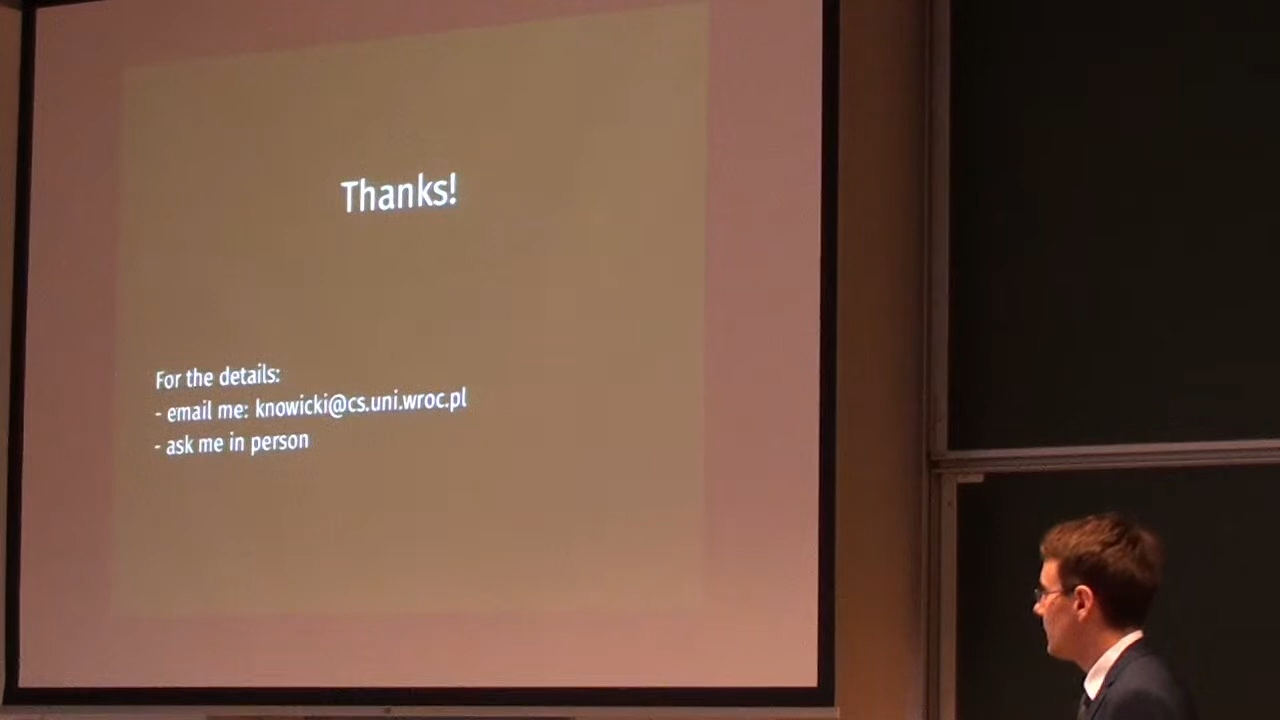 Thanks!
For the details:
- email me: knowicki@cs.uni.wroc.pl
- ask me in person